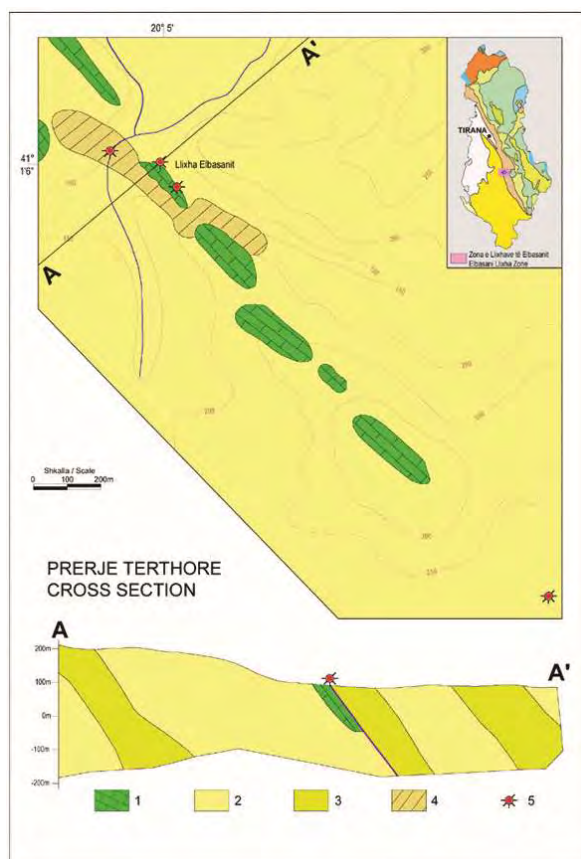 20° 5'
A'
41°
1'6"
Llixha Elbasanit
A
TIRANA
Zona e Llixhave të Elbasanit
Elbasani Llixha Zone
Shkalla / Scale
0 100 200m
PRERJE TERTHORE
CROSS SECTION
A
A'
200m
100m
0m
-100m
-200m
1
2
3
4
5